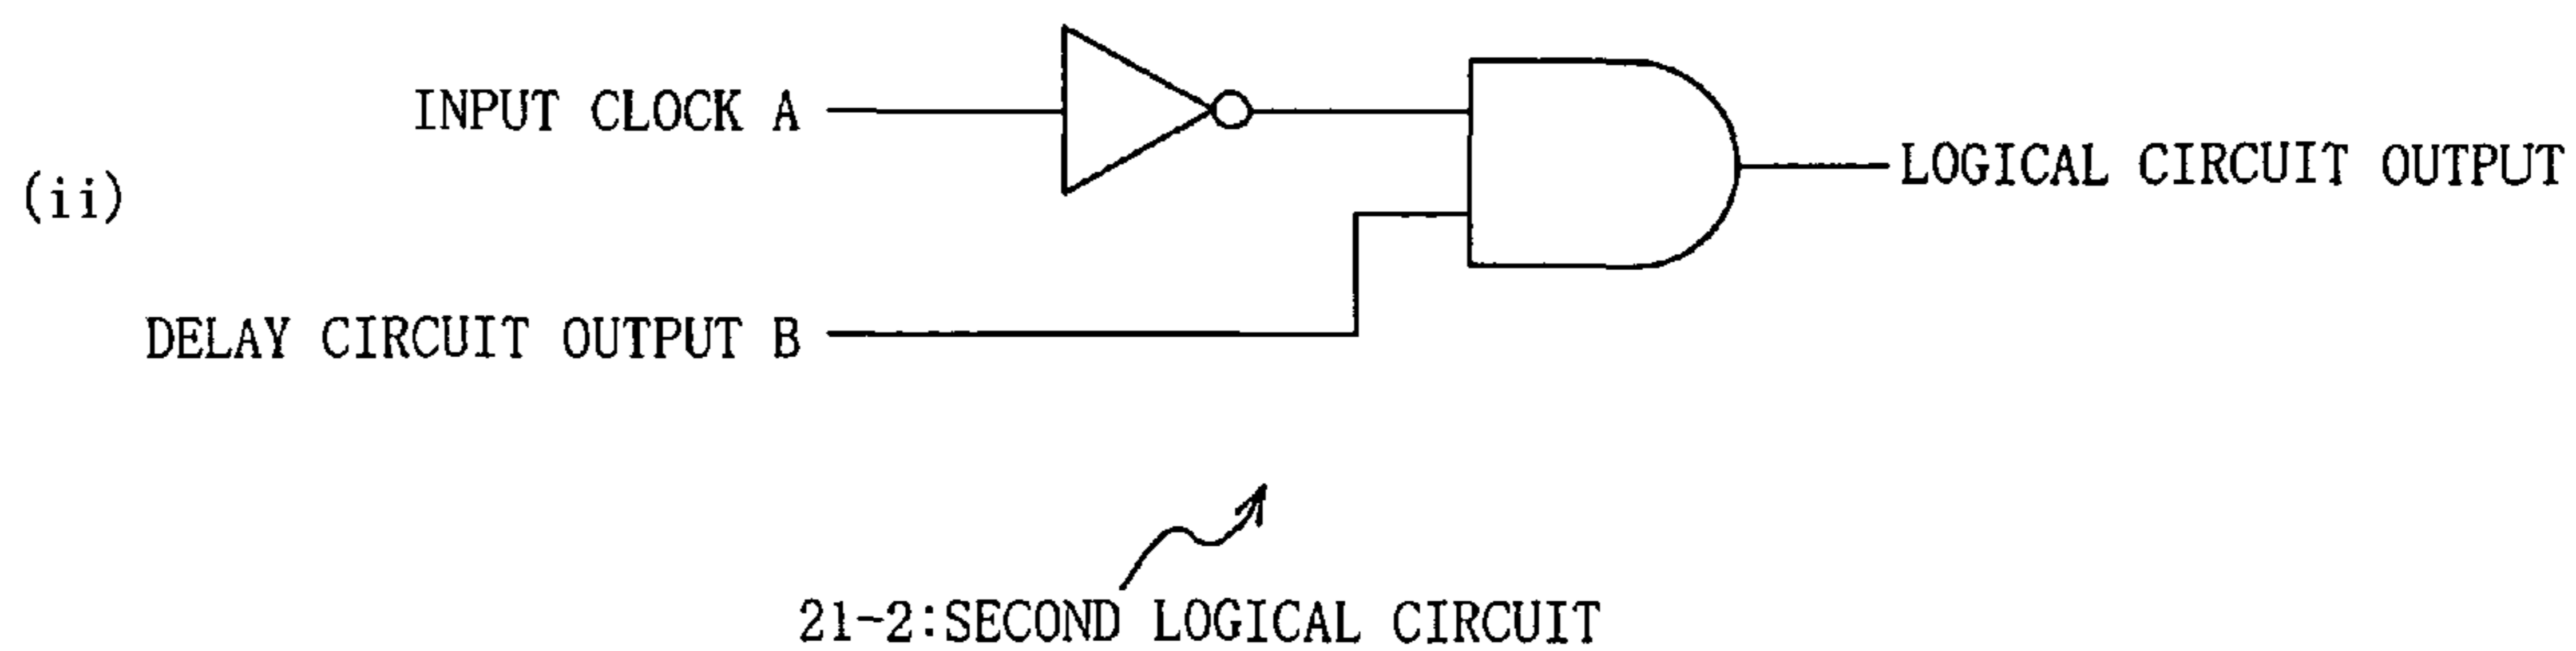 INPUT CLOCK A
LOGICAL CIRCUIT OUTPUT
(ii)
DELAY CIRCUIT OUTPUT B
21-2:SECOND LOGICAL CIRCUIT